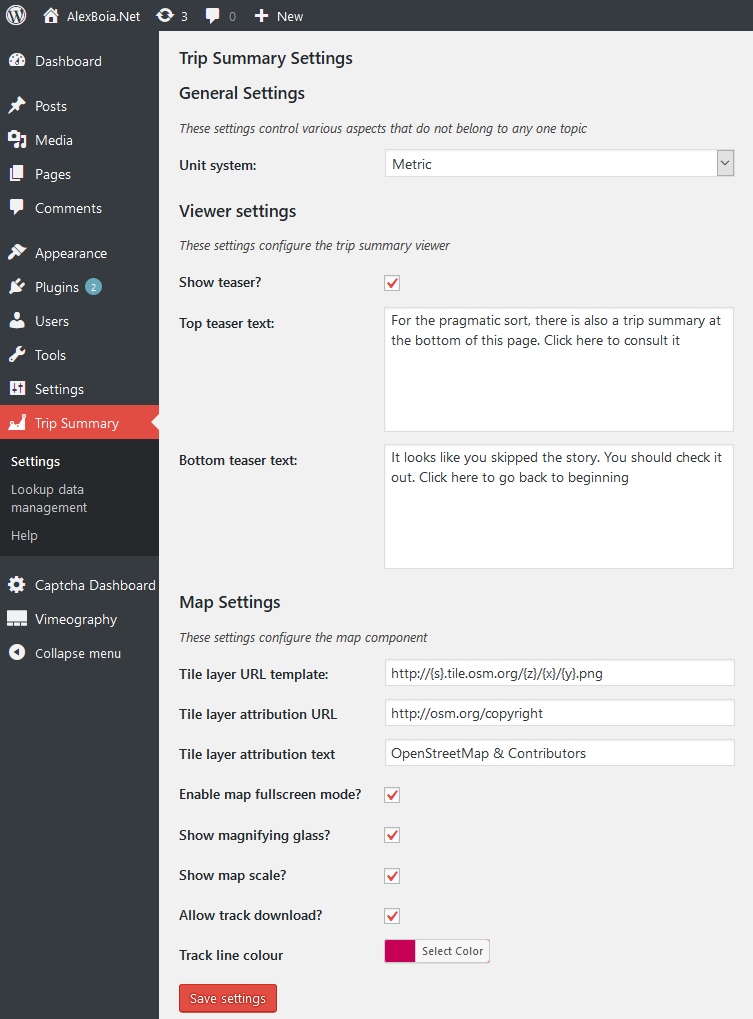 AlexBoia.Net 3 0 New
Dashboard
Posts
Media
Pages
Comments
Appearance
Plugins 2
Users
Tools
Settings
Trip Summary
Settings
Lookup data
management
Help
Captcha Dashboard
Vimeography
Collapse menu
Trip Summary Settings
General Settings
These settings control various aspects that do not belong to any one topic
Unit system: Metric
Viewer settings
These settings configure the trip summary viewer
Show teaser?
Top teaser text:
For the pragmatic sort, there is also a trip summary at
the bottom of this page. Click here to consult it
Bottom teaser text:
It looks like you skipped the story. You should check it
out. Click here to go back to beginning
Map Settings
These settings configure the map component
Tile layer URL template: http://{s}.tile.osm.org/{z}/{x}/{y}.png
Tile layer attribution URL http://osm.org/copyright
Tile layer attribution text OpenStreetMap & Contributors
Enable map fullscreen mode?
Show magnifying glass?
Show map scale?
Allow track download?
Track line colour Select Color
Save settings